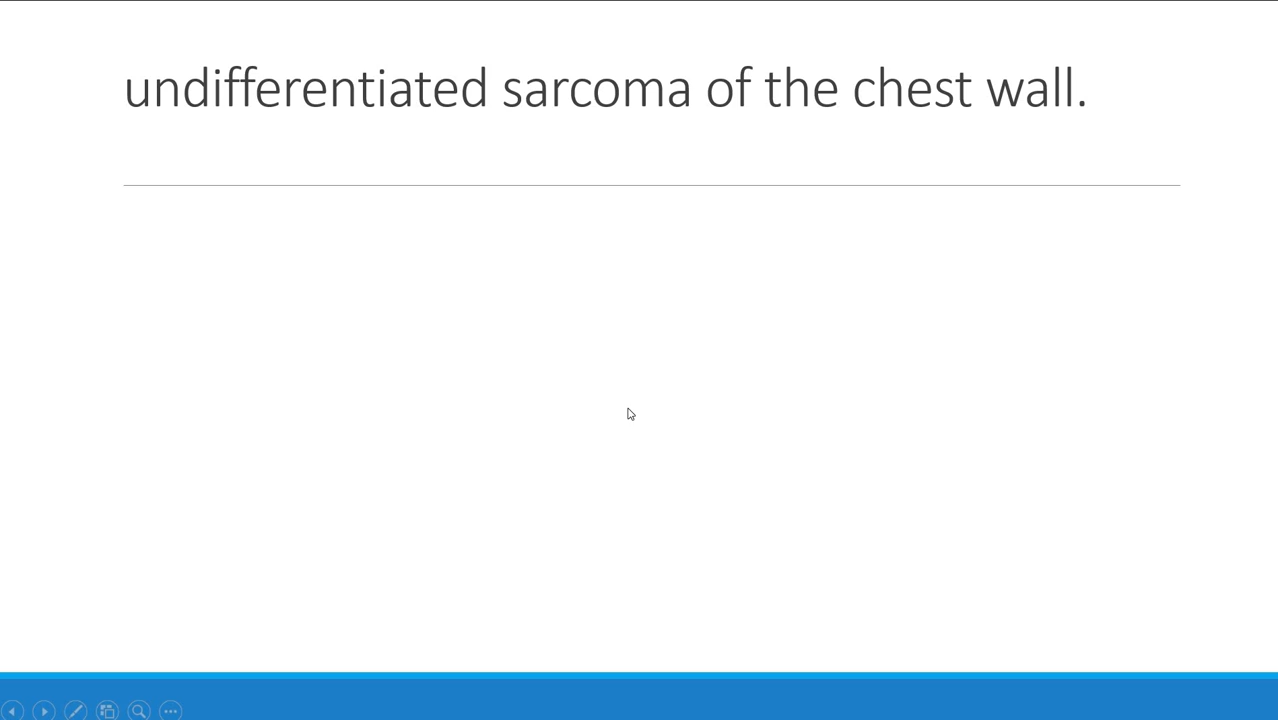 undifferentiated sarcoma of the chest wall.